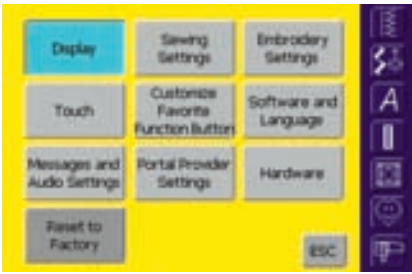 Display
Sewing
Settings
Embroidery
Settings
Touch
Customize
Favorite
Function Button
Software and
Language
Messages and
Audio Settings
Portal Provider
Settings
Hardware
Reset to
Factory
ESC
A